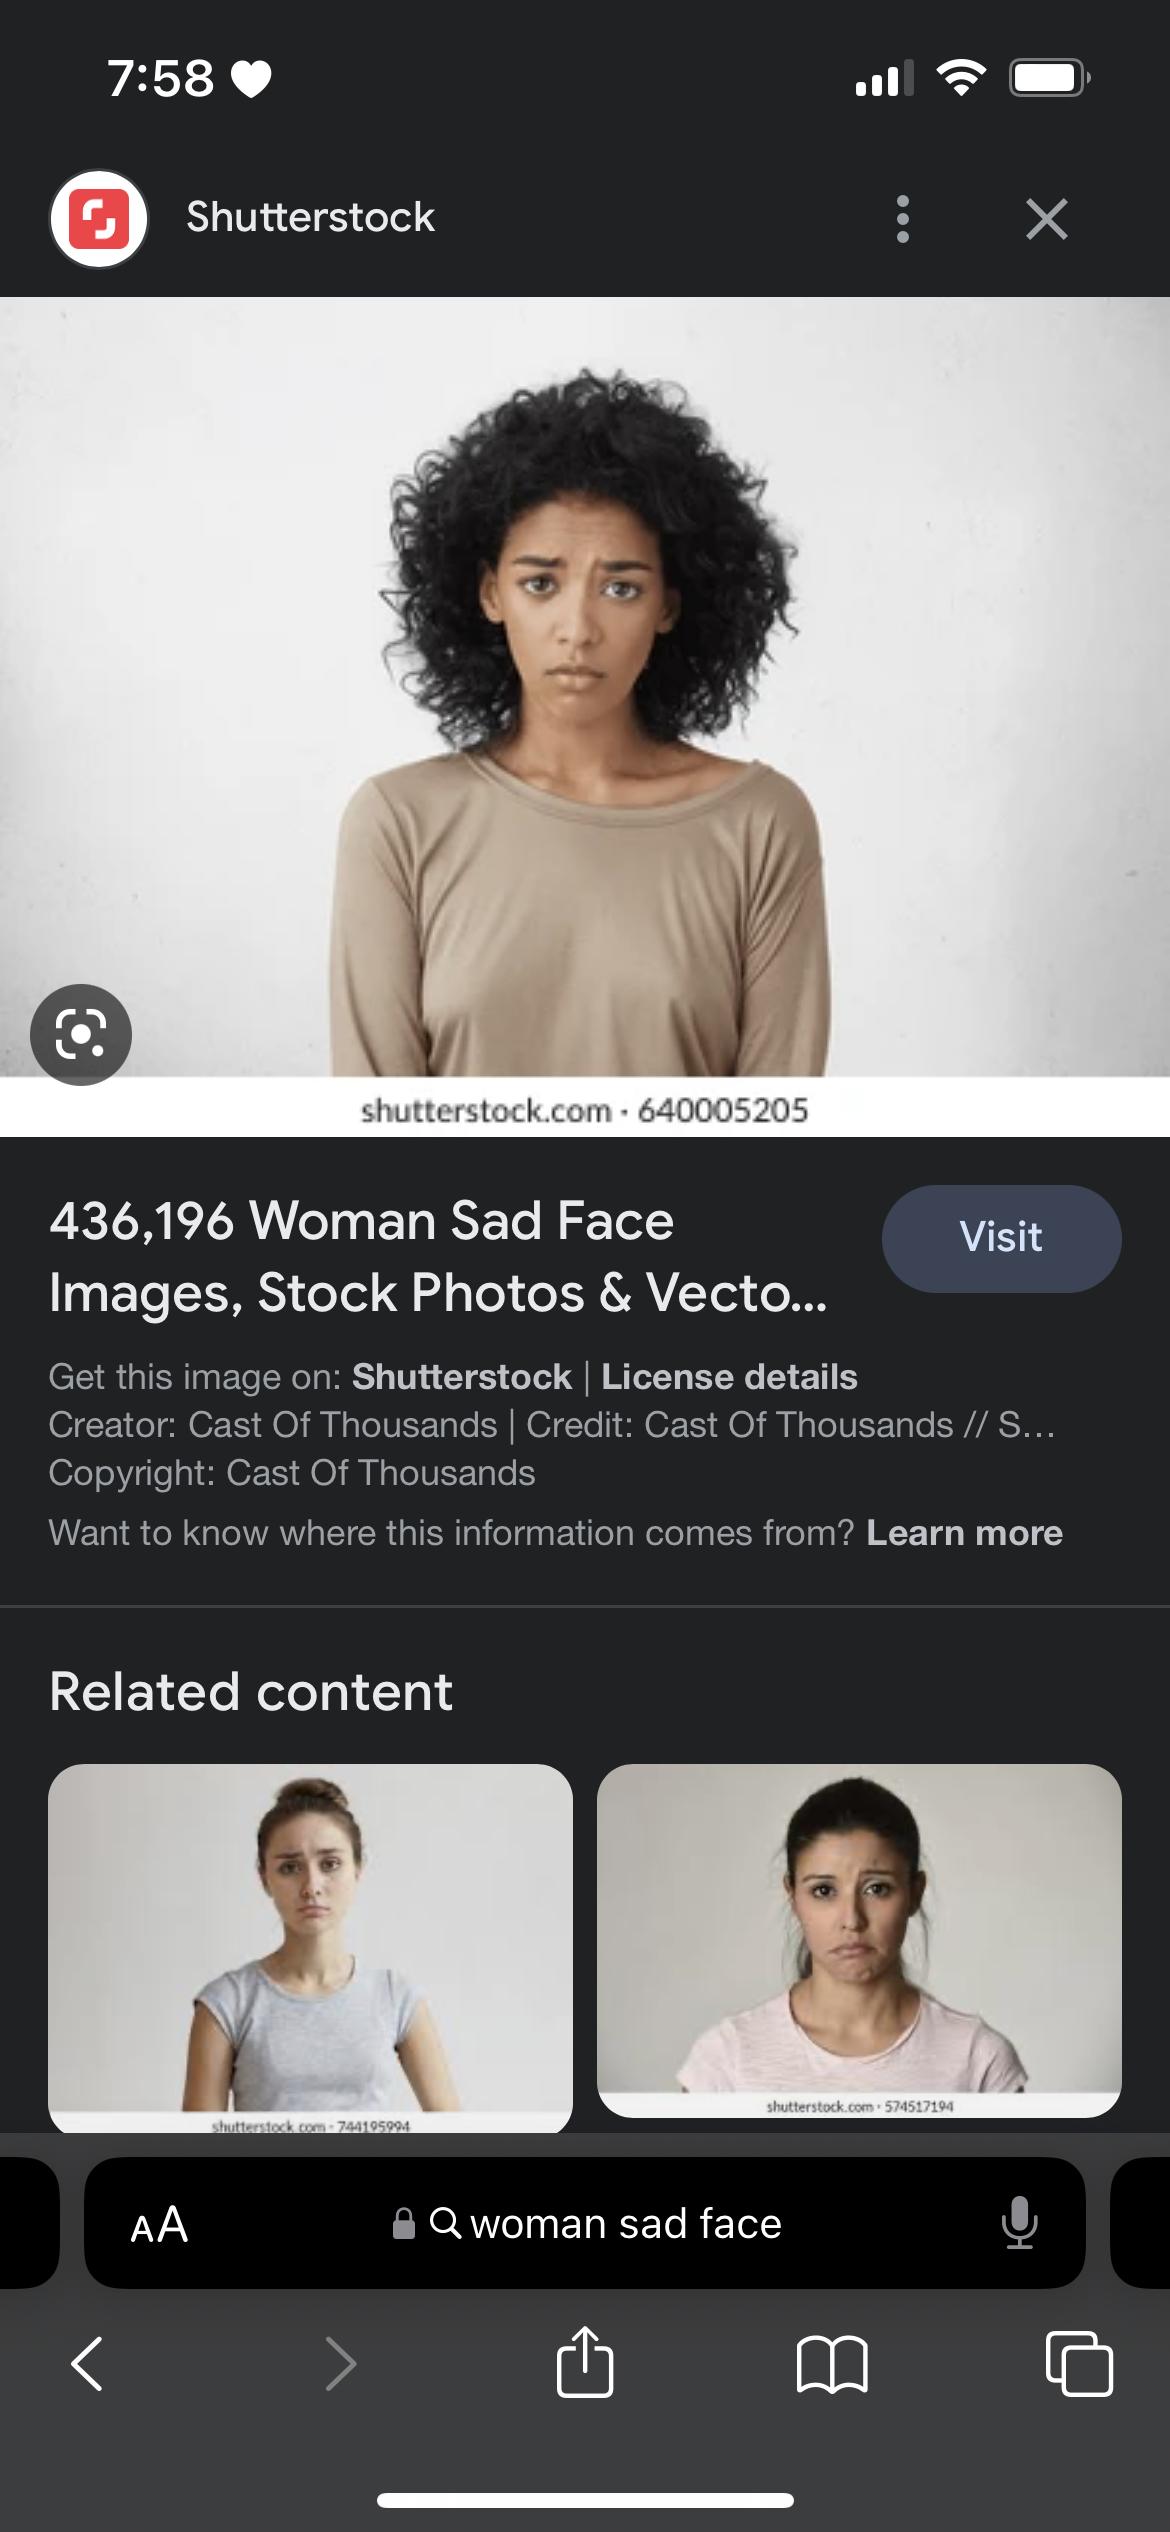 7:58
Shutterstock
shutterstock.com · 640005205
436,196 Woman Sad Face
Images, Stock Photos & Vecto...
Visit
Get this image on: Shutterstock | License details
Creator: Cast Of Thousands | Credit: Cast Of Thousands // S...
Copyright: Cast Of Thousands
Want to know where this information comes from? Learn more
Related content
shutterstock.com · 744195994
shutterstock.com · 574517194
AA
woman sad face